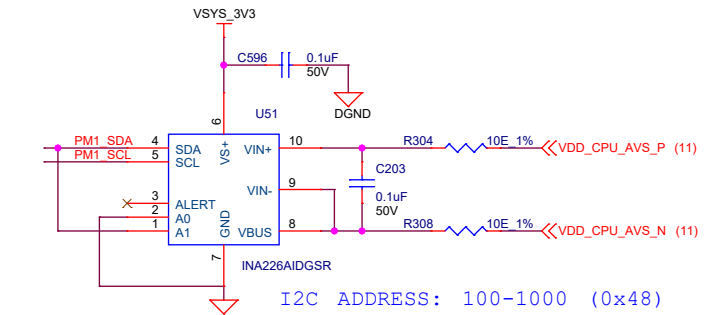 VSYS_3V3
C596 0.1uF
50V
DGND
U51
6
PM1_SDA 4 SDA VS+ VIN+ 10 R304 10E_1% VDD_CPU_AVS_P (11)
PM1_SCL 5 SCL
C203
VIN- 9
0.1uF
50V
3 ALERT
2 A0
1 A1 GND VBUS 8 R308 10E_1% VDD_CPU_AVS_N (11)
7
INA226AIDGSR
I2C ADDRESS: 100-1000 (0x48)